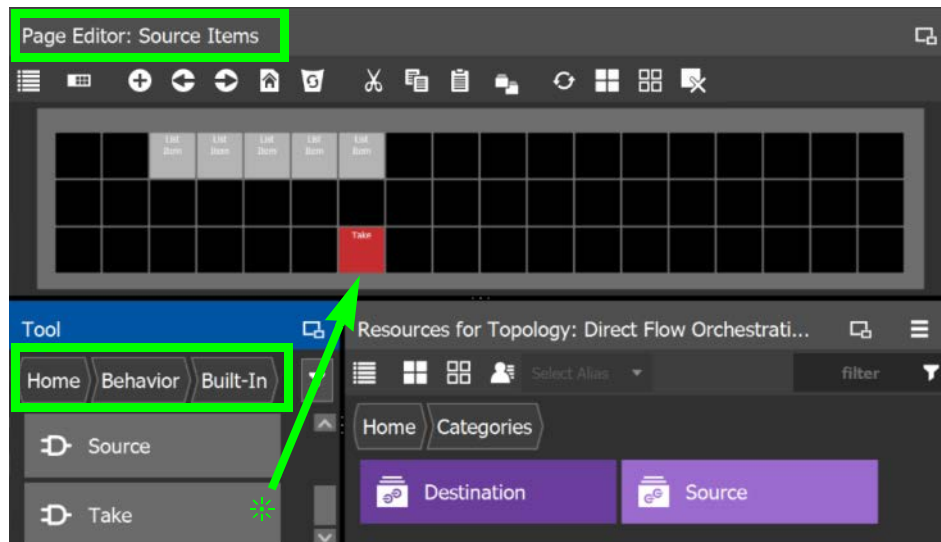 Page Editor: Source Items
List Item
List Item
List Item
List Item
List Item
Take
Tool
Home Behavior Built-In
Source
Take
Resources for Topology: Direct Flow Orchestrati...
Select Alias
filter
Home Categories
Destination
Source